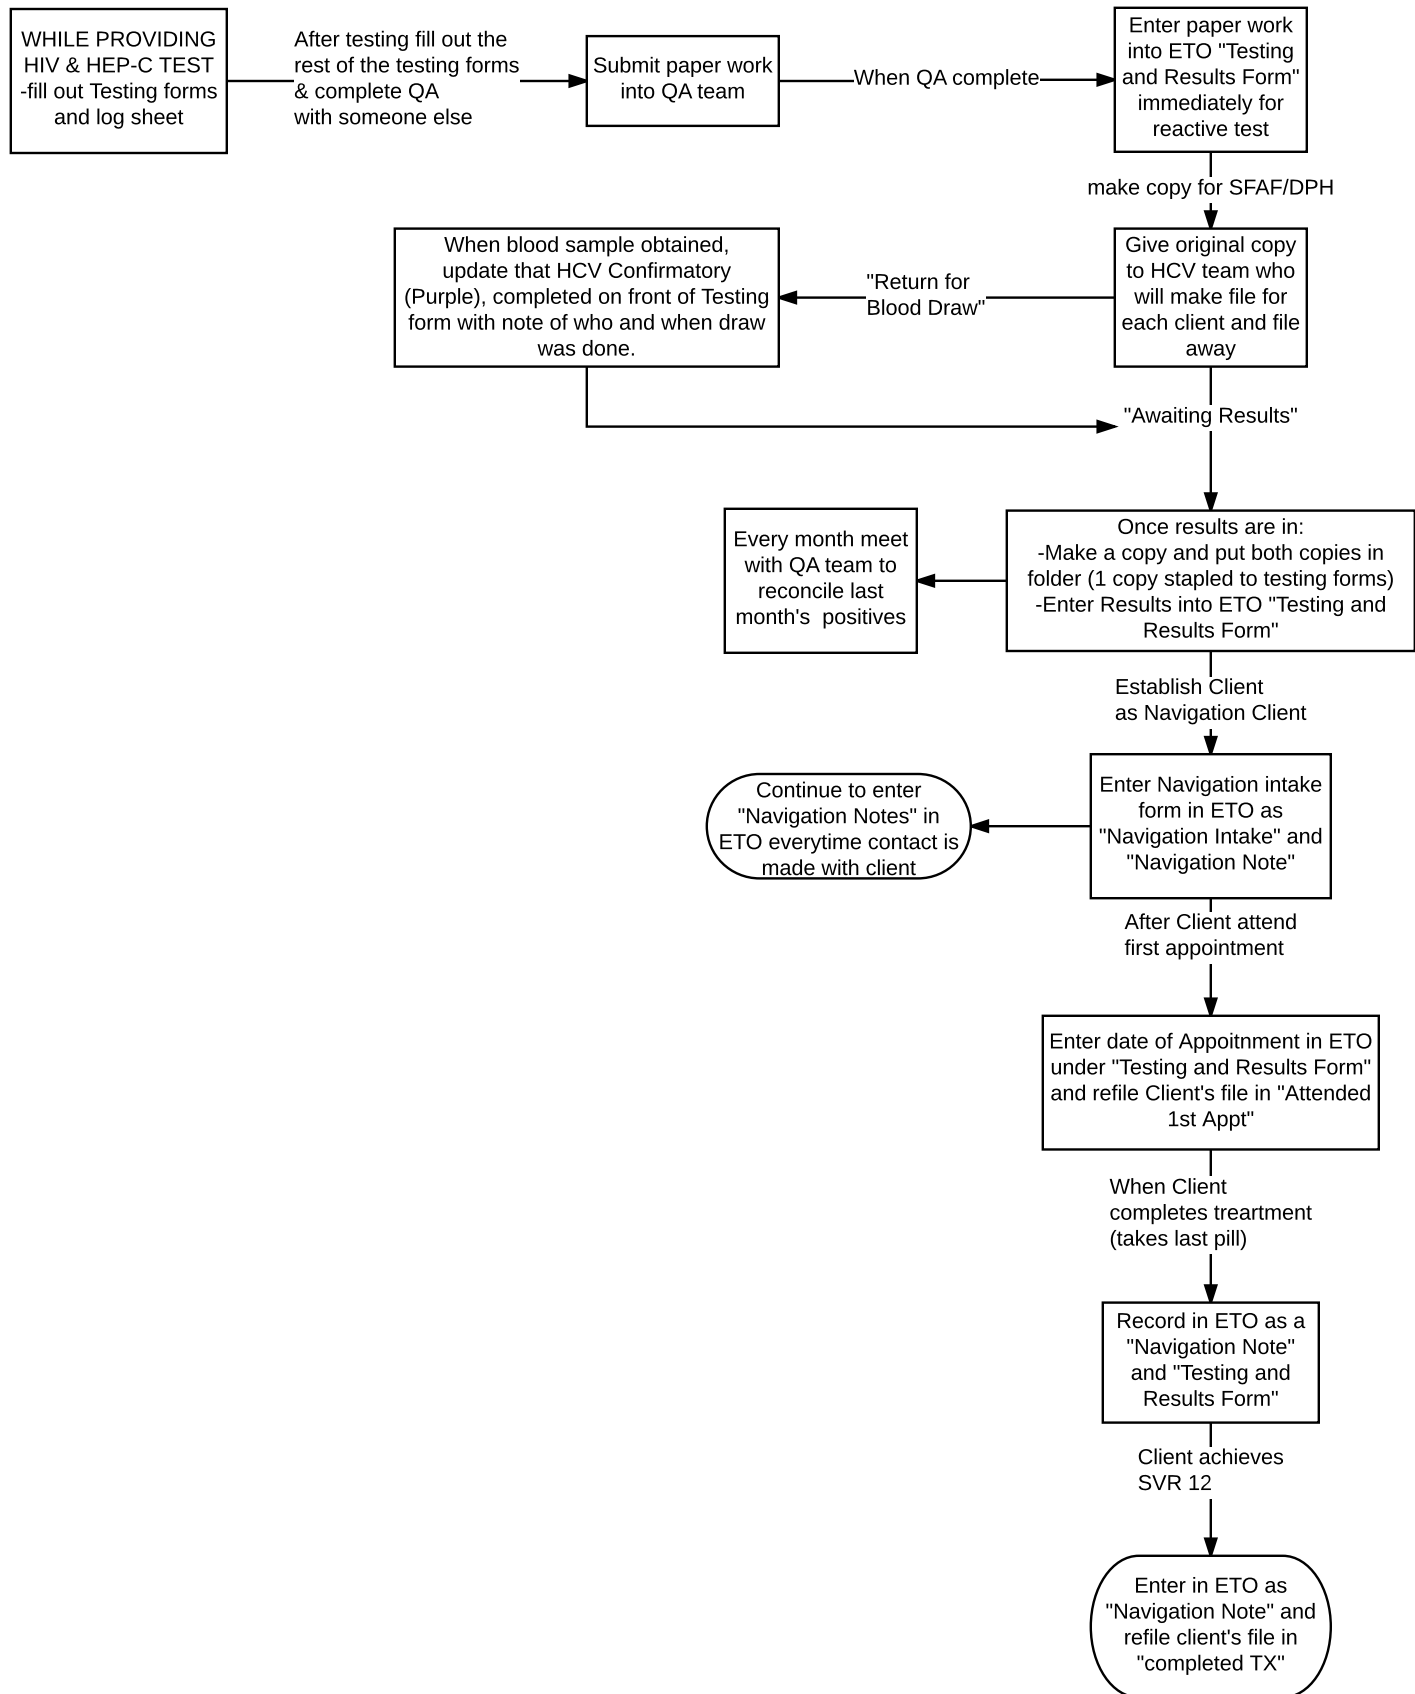 WHILE PROVIDING
HIV & HEP-C TEST
-fill out Testing forms
and log sheet
After testing fill out the
rest of the testing forms
& complete QA
with someone else
Submit paper work
into QA team
When QA complete
Enter paper work
into ETO "Testing
and Results Form"
immediately for
reactive test
make copy for SFAF/DPH
Give original copy
to HCV team who
will make file for
each client and file
away
"Return for
Blood Draw"
When blood sample obtained,
update that HCV Confirmatory
(Purple), completed on front of Testing
form with note of who and when draw
was done.
"Awaiting Results"
Once results are in:
-Make a copy and put both copies in
folder (1 copy stapled to testing forms)
-Enter Results into ETO "Testing and
Results Form"
Every month meet
with QA team to
reconcile last
month's  positives
Establish Client
as Navigation Client
Enter Navigation intake
form in ETO as
"Navigation Intake" and
"Navigation Note"
Continue to enter
"Navigation Notes" in
ETO everytime contact is
made with client
After Client attend
first appointment
Enter date of Appoitnment in ETO
under "Testing and Results Form"
and refile Client's file in "Attended
1st Appt"
When Client
completes treartment
(takes last pill)
Record in ETO as a
"Navigation Note"
and "Testing and
Results Form"
Client achieves
SVR 12
Enter in ETO as
"Navigation Note" and
refile client's file in
"completed TX"